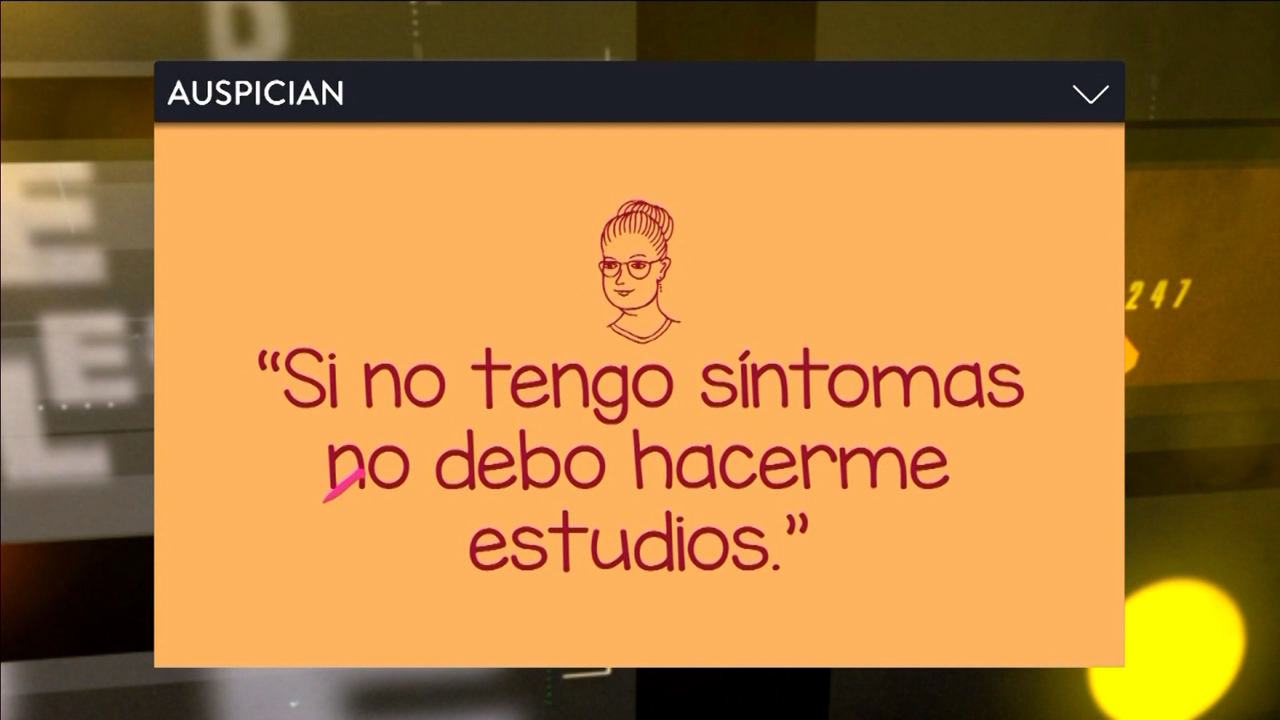 AUSPICIAN
“Si no tengo síntomas
no debo hacerme
estudios.”
247